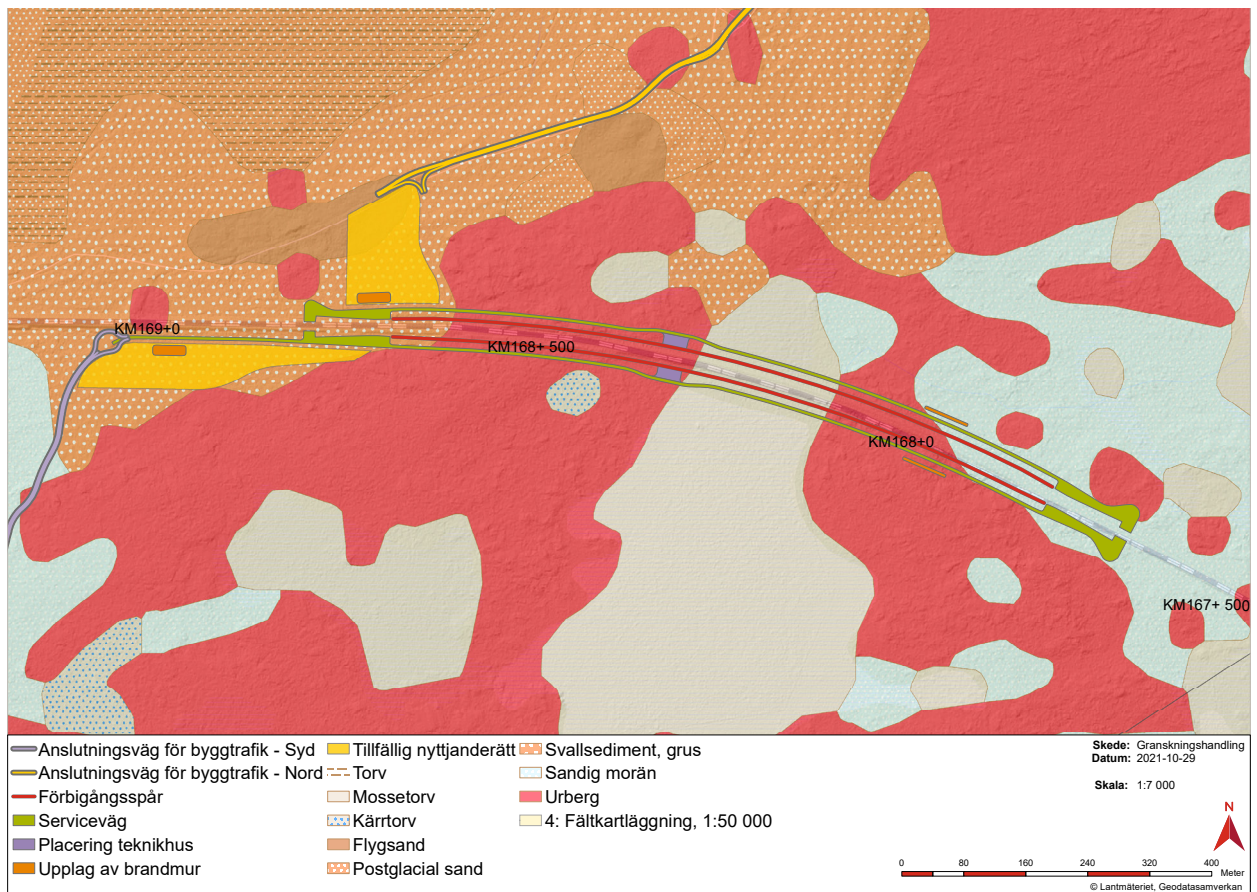 KM169+0
KM168+ 500
KM168+0
KM167+ 500
Anslutningsväg för byggtrafik - Syd
Anslutningsväg för byggtrafik - Nord
Förbigångsspår
Serviceväg
Placering teknikhus
Upplag av brandmur
Tillfällig nyttjanderätt
Torv
Mossetorv
Kärrtorv
Flygsand
Postglacial sand
Svallsediment, grus
Sandig morän
Urberg
4: Fältkartläggning, 1:50 000
Skede: Granskningshandling
Datum: 2021-10-29
Skala: 1:7 000
N
0 80 160 240 320 400
Meter
© Lantmäteriet, Geodatasamverkan